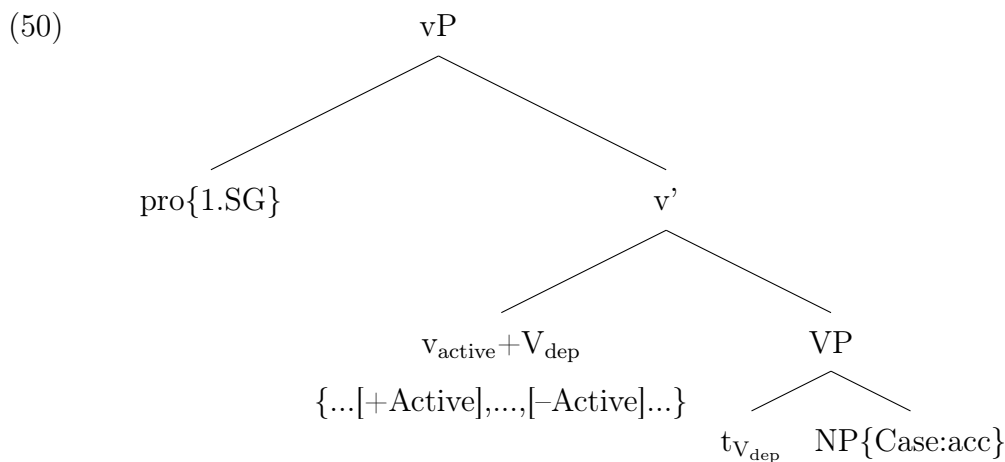 (50) vP
pro{1.SG} v’
v_active+V_dep VP
{...[+Active],...,[–Active]...}
t_V_dep NP{Case:acc}